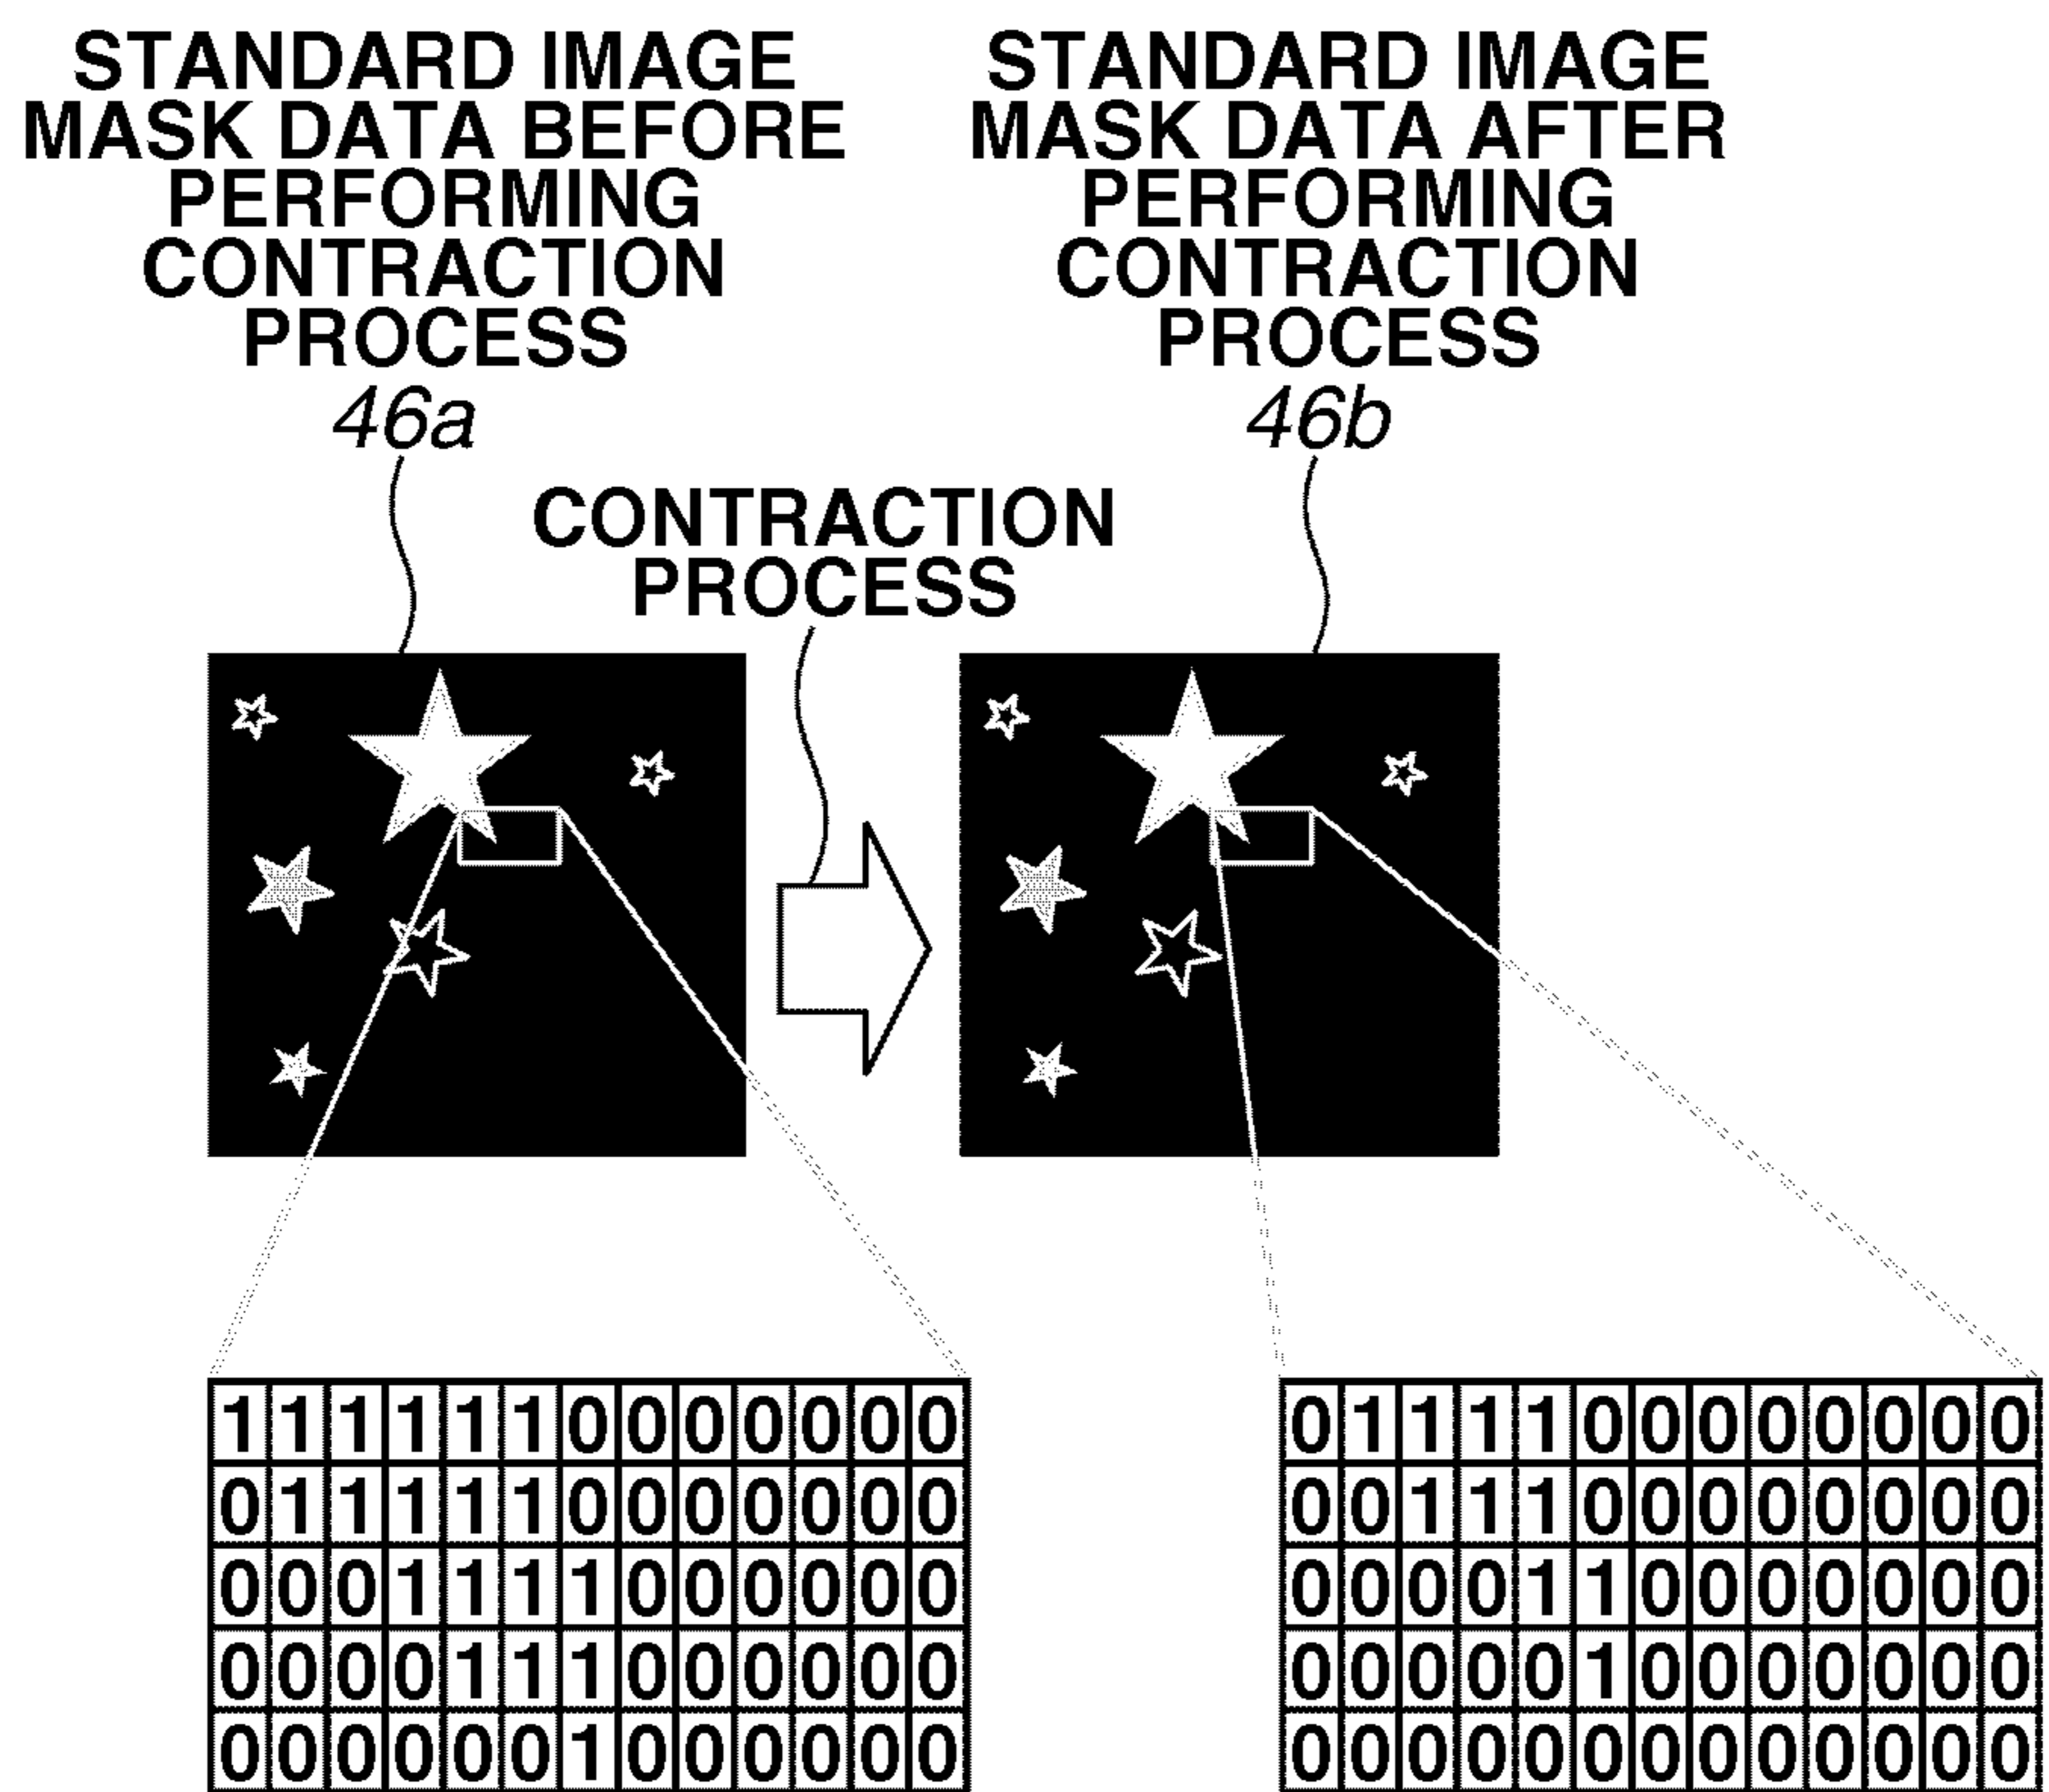 STANDARD IMAGE
MASK DATA BEFORE
PERFORMING
CONTRACTION
PROCESS
46a
STANDARD IMAGE
MASK DATA AFTER
PERFORMING
CONTRACTION
PROCESS
46b
CONTRACTION
PROCESS
1 1 1 1 1 1 0 0 0 0 0 0 0
0 1 1 1 1 1 0 0 0 0 0 0 0
0 0 0 1 1 1 1 0 0 0 0 0 0
0 0 0 0 1 1 1 0 0 0 0 0 0
0 0 0 0 0 0 1 0 0 0 0 0 0
0 1 1 1 1 0 0 0 0 0 0 0 0
0 0 1 1 1 0 0 0 0 0 0 0 0
0 0 0 0 1 1 0 0 0 0 0 0 0
0 0 0 0 0 1 0 0 0 0 0 0 0
0 0 0 0 0 0 0 0 0 0 0 0 0